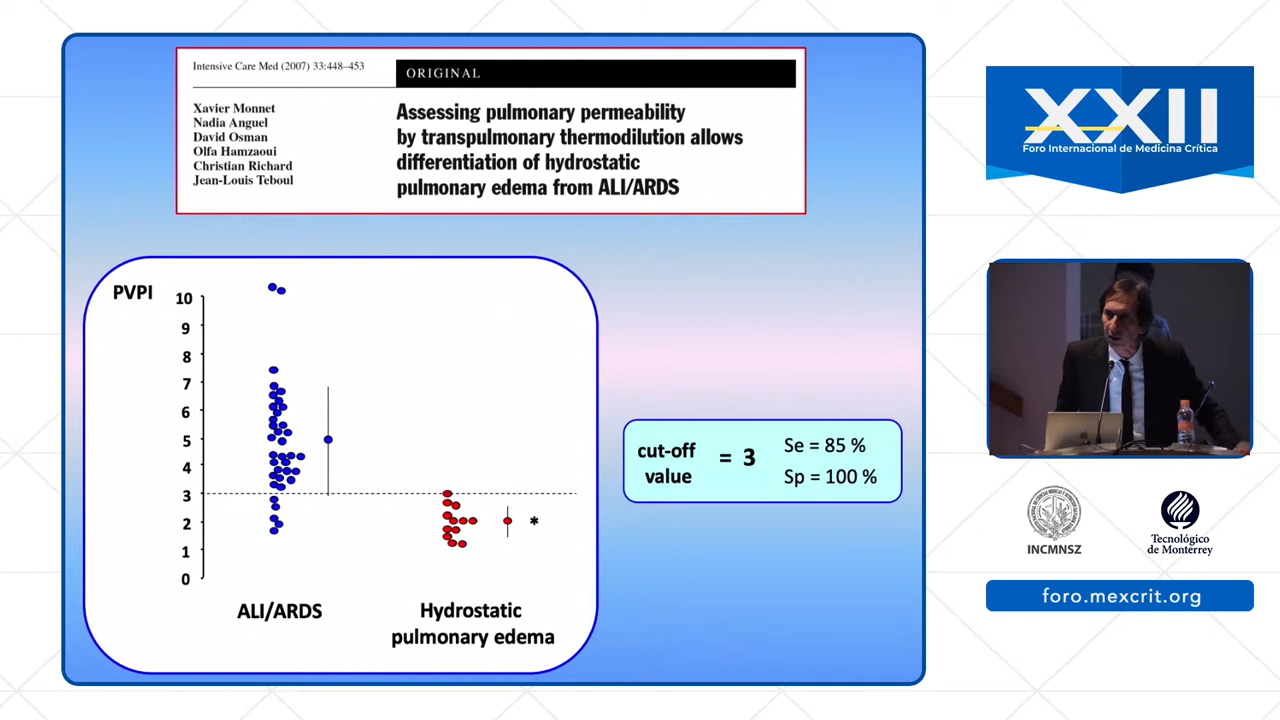 Intensive Care Med (2007) 33:448–453
ORIGINAL
Xavier Monnet
Nadia Anguel
David Osman
Olfa Hamzaoui
Christian Richard
Jean-Louis Teboul
Assessing pulmonary permeability
by transpulmonary thermodilution allows
differentiation of hydrostatic
pulmonary edema from ALI/ARDS
PVPI
10
9
8
7
6
5
4
3
2
1
0
*
ALI/ARDS
Hydrostatic
pulmonary edema
cut-off
value
= 3
Se = 85 %
Sp = 100 %
XXII
Foro Internacional de Medicina Crítica
INCMNSZ
Tecnológico
de Monterrey
foro.mexcrit.org